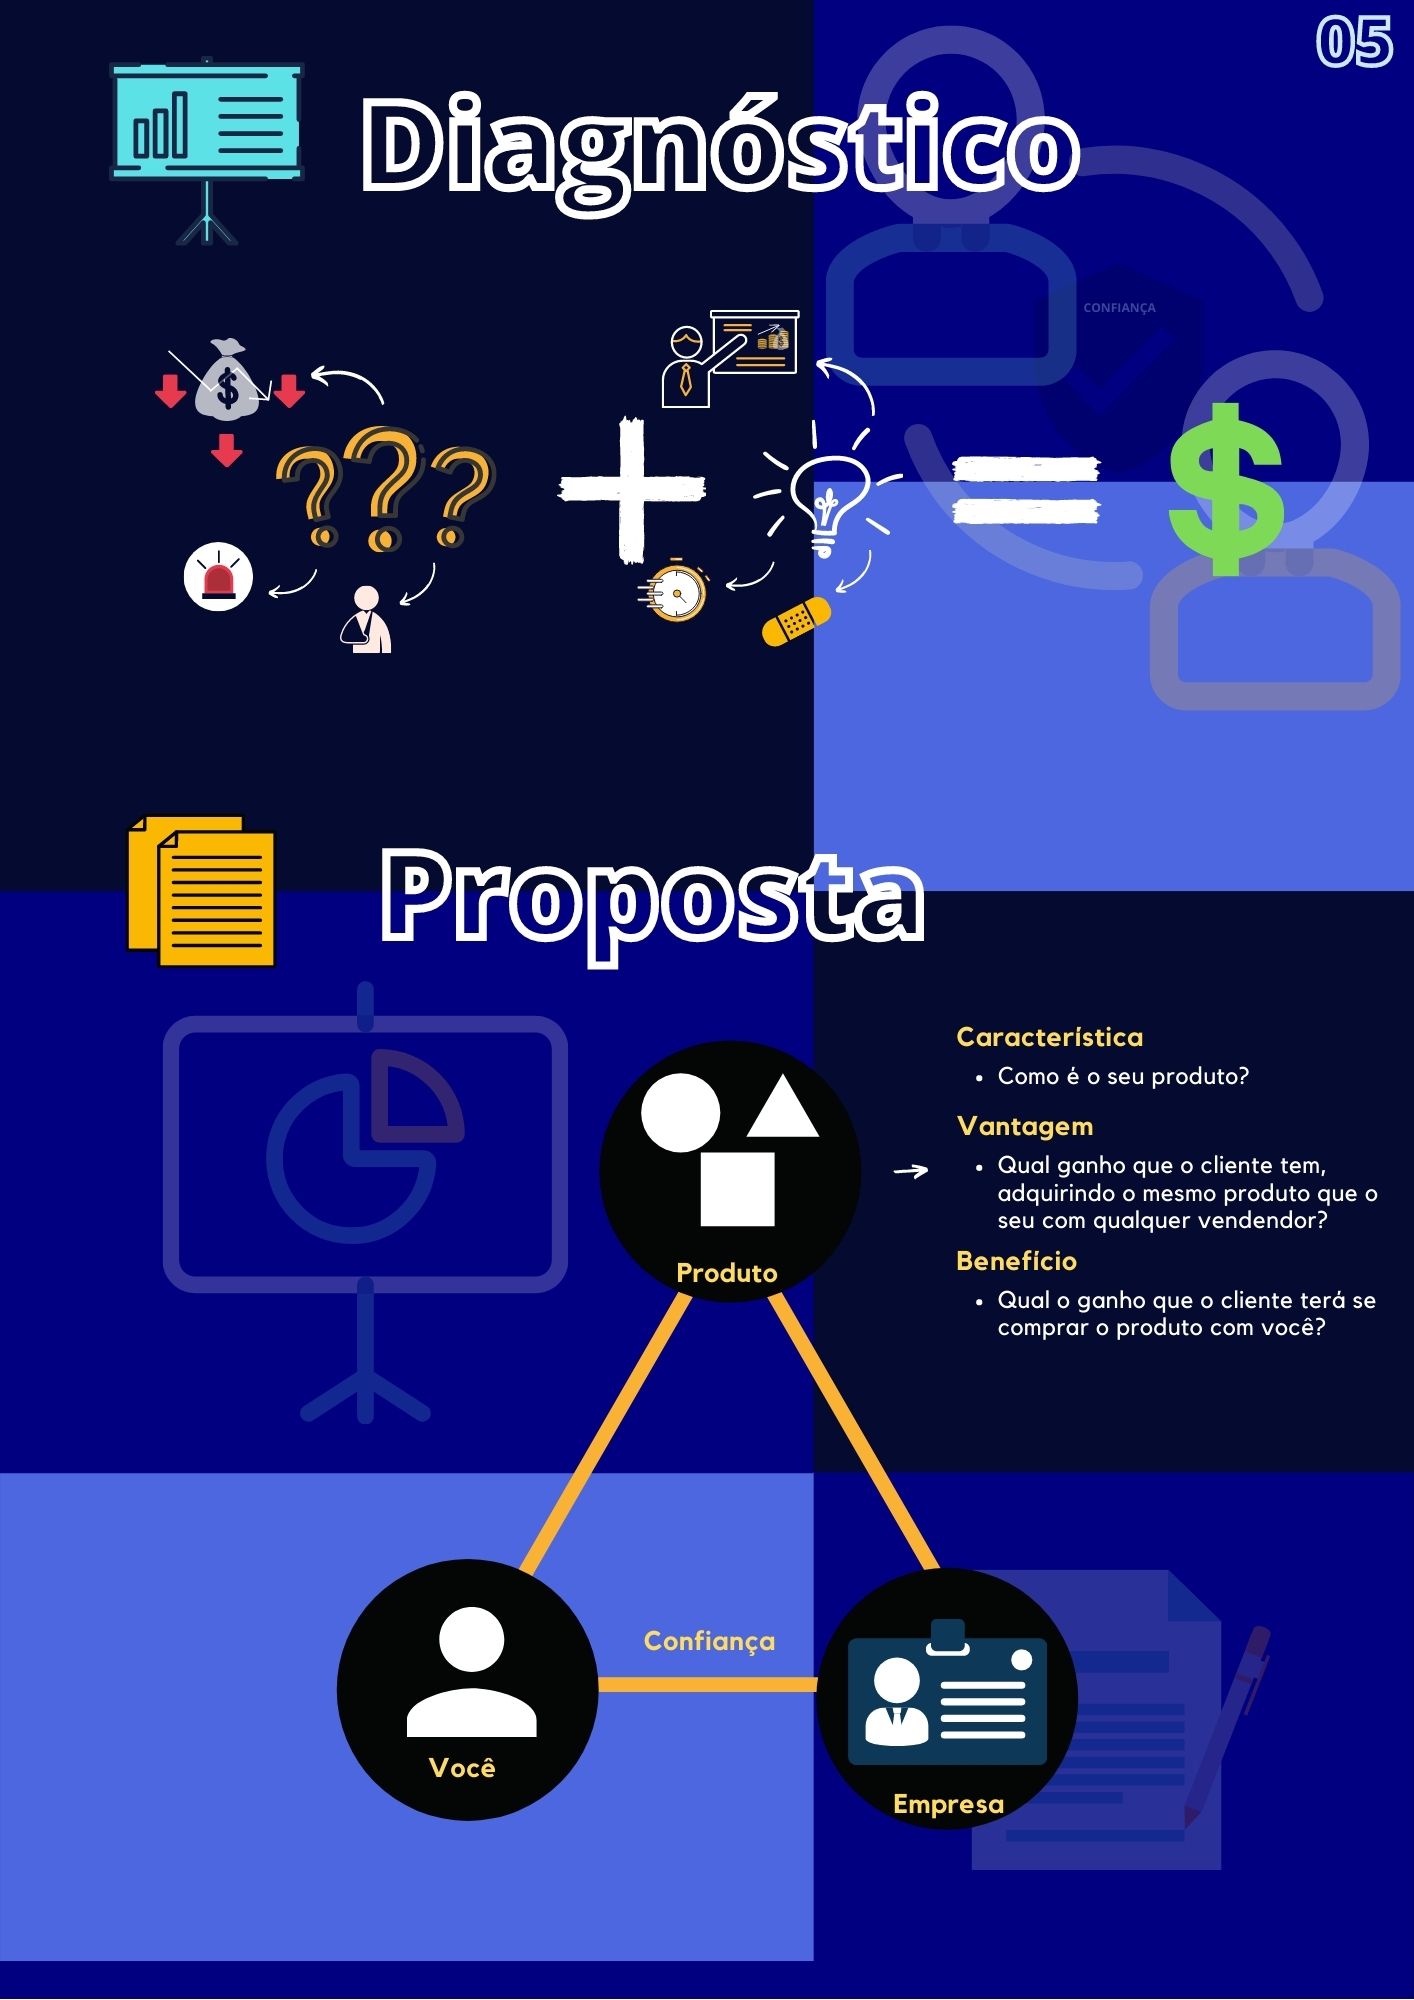 05
Diagnóstico
CONFIANÇA
$
???
$
Proposta
Característica
• Como é o seu produto?
Vantagem
• Qual ganho que o cliente tem,
adquirindo o mesmo produto que o
seu com qualquer vendendor?
Benefício
• Qual o ganho que o cliente terá se
comprar o produto com você?
Produto
Confiança
Você
Empresa